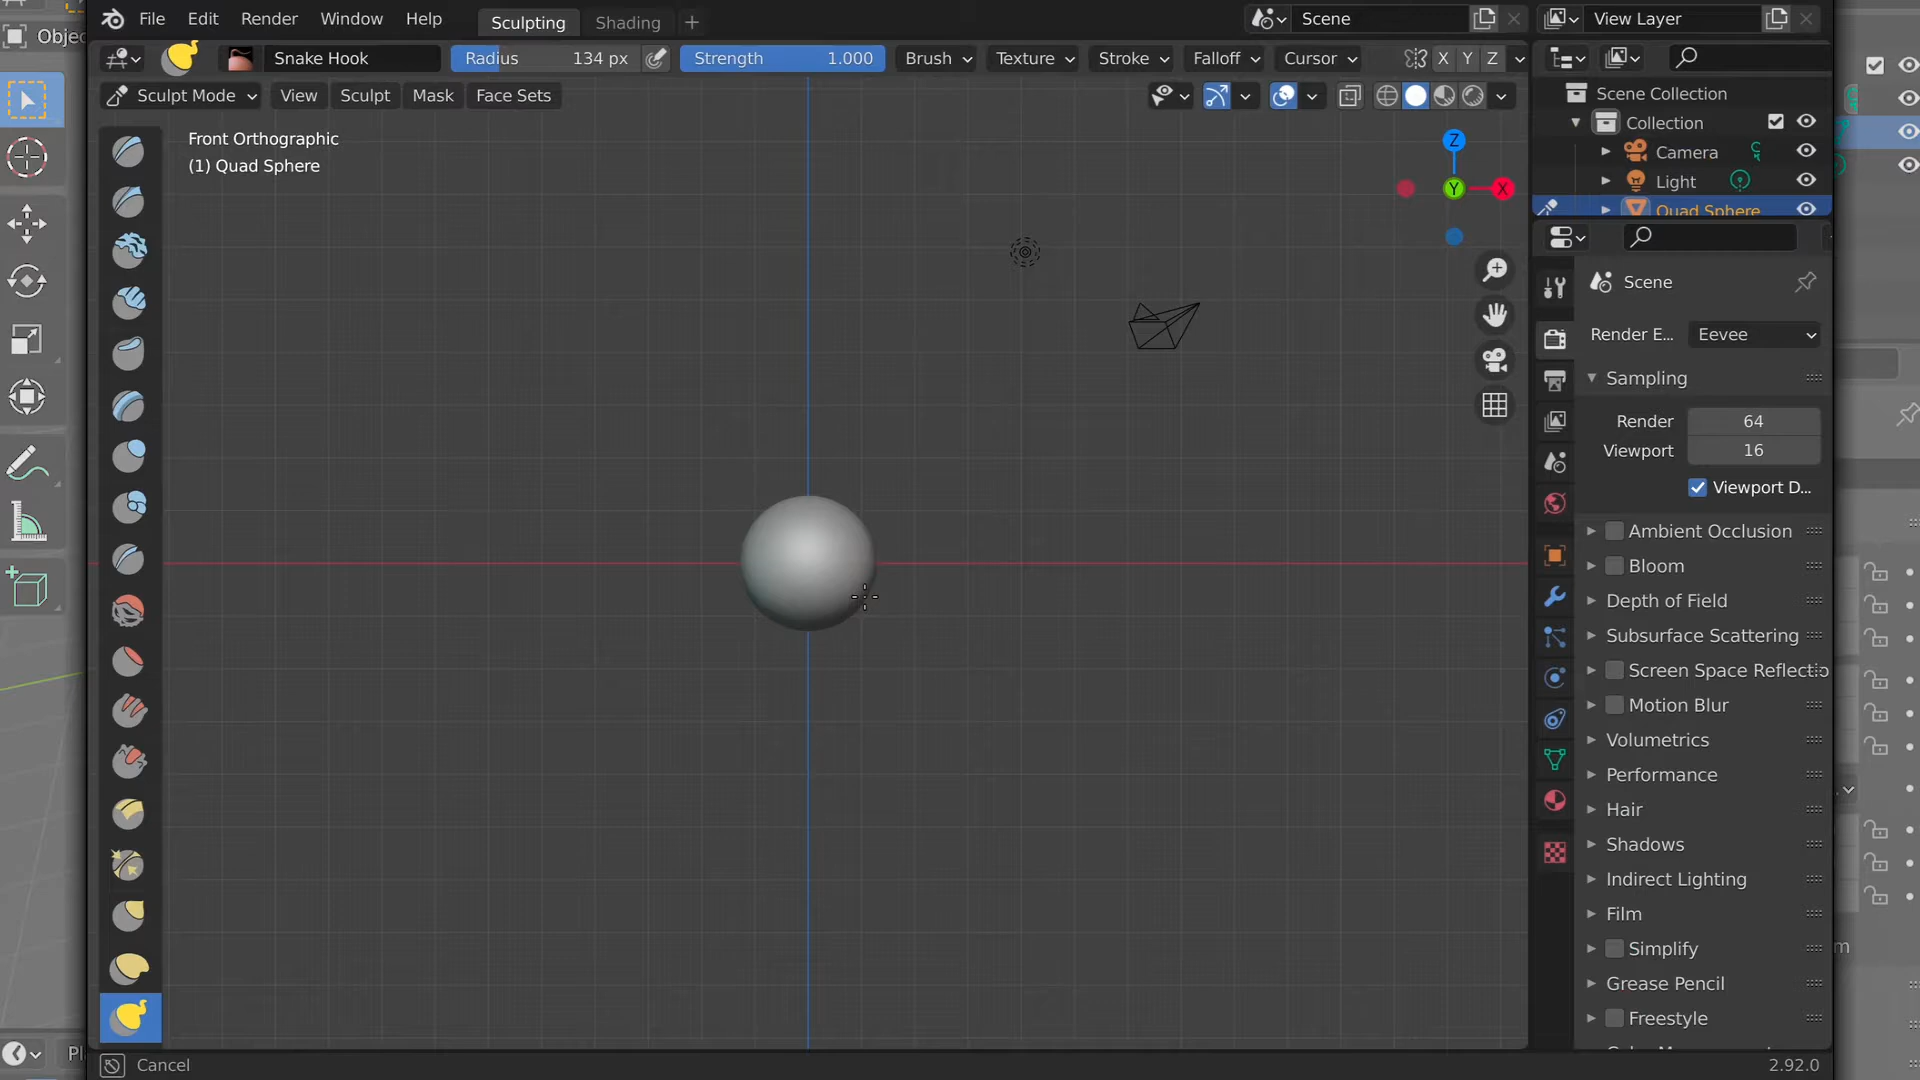 File Edit Render Window Help Sculpting Shading Scene View Layer
Objec
Snake Hook Radius 134 px Strength 1.000 Brush Texture Stroke Falloff Cursor X Y Z
Sculpt Mode View Sculpt Mask Face Sets
Front Orthographic
(1) Quad Sphere
Z
Y
X
Scene Collection
Collection
Camera
Light
Quad Sphere
Scene
Render E... Eevee
Sampling
Render 64
Viewport 16
Viewport D...
Ambient Occlusion
Bloom
Depth of Field
Subsurface Scattering
Screen Space Reflectio
Motion Blur
Volumetrics
Performance
Hair
Shadows
Indirect Lighting
Film
Simplify
Grease Pencil
Freestyle
Cancel
2.92.0